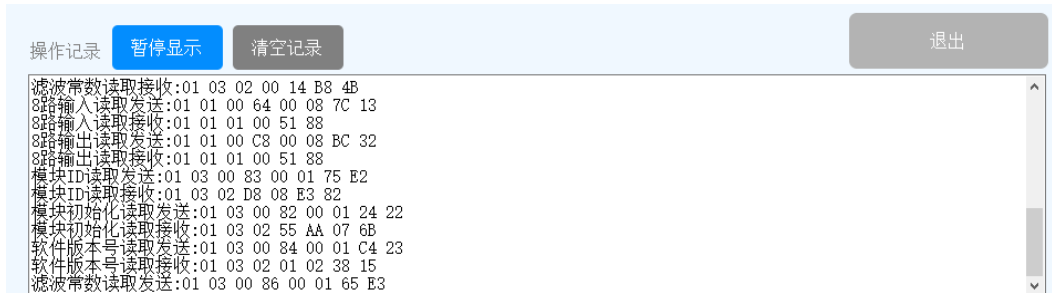 操作记录 暂停显示 清空记录 退出
滤波常数读取接收:01 03 02 00 14 B8 4B
8路输入读取发送:01 01 00 64 00 08 7C 13
8路输入读取接收:01 01 01 00 51 88
8路输出读取发送:01 01 00 C8 00 08 BC 32
8路输出读取接收:01 01 01 00 51 88
模块ID读取发送:01 03 00 83 00 01 75 E2
模块ID读取接收:01 03 02 D8 08 E3 82
模块初始化读取发送:01 03 00 82 00 01 24 22
模块初始化读取接收:01 03 02 55 AA 07 6B
软件版本号读取发送:01 03 00 84 00 01 C4 23
软件版本号读取接收:01 03 02 01 02 38 15
滤波常数读取发送:01 03 00 86 00 01 65 E3